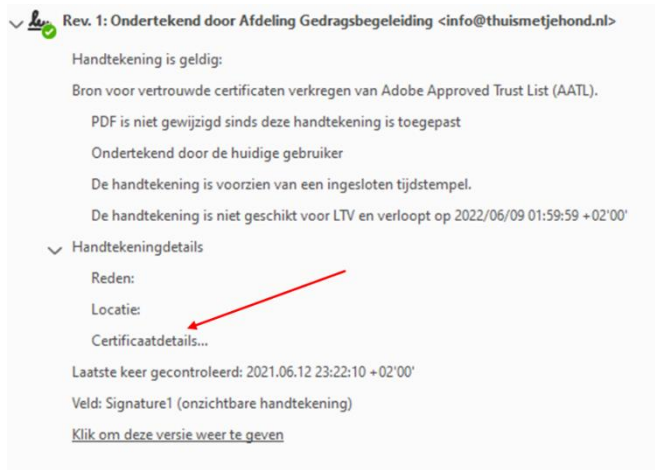 Rev. 1: Ondertekend door Afdeling Gedragsbegeleiding <info@thuismetjehond.nl>
Handtekening is geldig:
Bron voor vertrouwde certificaten verkregen van Adobe Approved Trust List (AATL).
PDF is niet gewijzigd sinds deze handtekening is toegepast
Ondertekend door de huidige gebruiker
De handtekening is voorzien van een ingesloten tijdstempel.
De handtekening is niet geschikt voor LTV en verloopt op 2022/06/09 01:59:59 +02'00'
Handtekeningdetails
Reden:
Locatie:
Certificaatdetails...
Laatste keer gecontroleerd: 2021.06.12 23:22:10 +02'00'
Veld: Signature1 (onzichtbare handtekening)
Klik om deze versie weer te geven